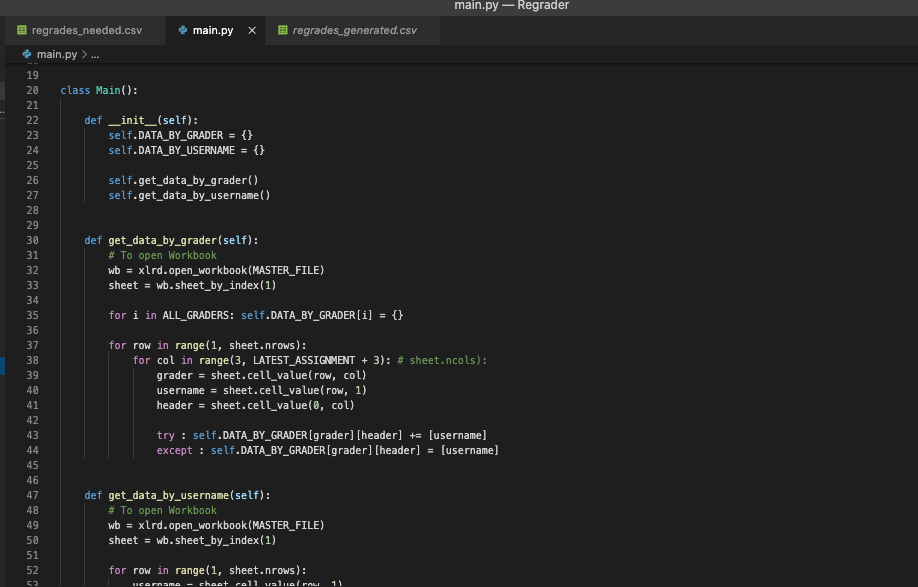 main.py — Regrader
regrades_needed.csv main.py × regrades_generated.csv
main.py > ...
19
20 class Main():
21
22 def __init__(self):
23 self.DATA_BY_GRADER = {}
24 self.DATA_BY_USERNAME = {}
25
26 self.get_data_by_grader()
27 self.get_data_by_username()
28
29
30 def get_data_by_grader(self):
31 # To open Workbook
32 wb = xlrd.open_workbook(MASTER_FILE)
33 sheet = wb.sheet_by_index(1)
34
35 for i in ALL_GRADERS: self.DATA_BY_GRADER[i] = {}
36
37 for row in range(1, sheet.nrows):
38 for col in range(3, LATEST_ASSIGNMENT + 3): # sheet.ncols):
39 grader = sheet.cell_value(row, col)
40 username = sheet.cell_value(row, 1)
41 header = sheet.cell_value(0, col)
42
43 try : self.DATA_BY_GRADER[grader][header] += [username]
44 except : self.DATA_BY_GRADER[grader][header] = [username]
45
46
47 def get_data_by_username(self):
48 # To open Workbook
49 wb = xlrd.open_workbook(MASTER_FILE)
50 sheet = wb.sheet_by_index(1)
51
52 for row in range(1, sheet.nrows):
53 username = sheet.cell_value(row, 1)